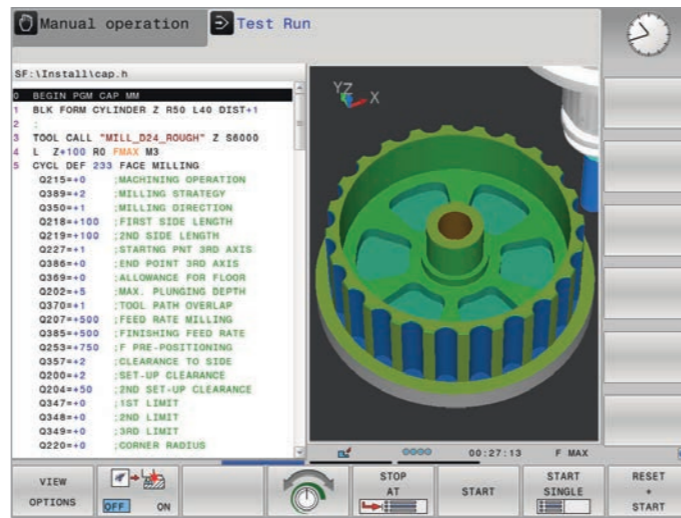 Manual operation
Test Run
SF:\Install\cap.h
0 BEGIN PGM CAP MM
1 BLK FORM CYLINDER Z R50 L40 DIST+1
2 ;
3 TOOL CALL "MILL_D24_ROUGH" Z S6000
4 L Z+100 R0 FMAX M3
5 CYCL DEF 233 FACE MILLING
Q215=+0 ;MACHINING OPERATION
Q389=+2 ;MILLING STRATEGY
Q350=+1 ;MILLING DIRECTION
Q218=+100 ;FIRST SIDE LENGTH
Q219=+100 ;2ND SIDE LENGTH
Q227=+1 ;STARTNG PNT 3RD AXIS
Q386=+0 ;END POINT 3RD AXIS
Q369=+0 ;ALLOWANCE FOR FLOOR
Q202=+5 ;MAX. PLUNGING DEPTH
Q370=+1 ;TOOL PATH OVERLAP
Q207=+500 ;FEED RATE MILLING
Q385=+500 ;FINISHING FEED RATE
Q253=+750 ;F PRE-POSITIONING
Q357=+2 ;CLEARANCE TO SIDE
Q200=+2 ;SET-UP CLEARANCE
Q204=+50 ;2ND SET-UP CLEARANCE
Q347=+0 ;1ST LIMIT
Q348=+0 ;2ND LIMIT
Q349=+0 ;3RD LIMIT
Q220=+0 ;CORNER RADIUS
YZ X
00:27:13 F MAX
VIEW OPTIONS
OFF ON
STOP AT
START
START SINGLE
RESET + START